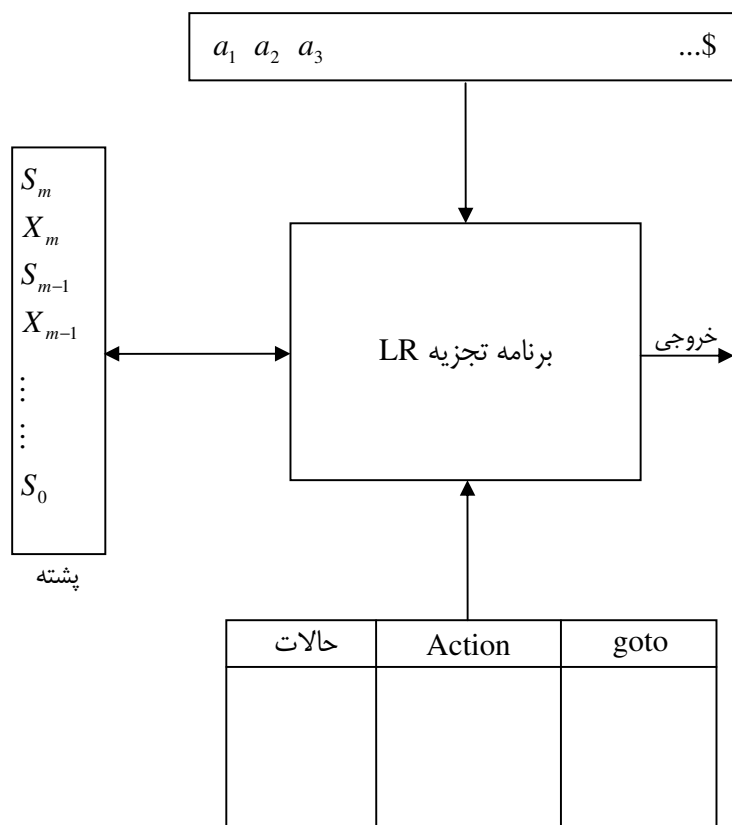 a₁ a₂ a₃ ...$
Sₘ
Xₘ
Sₘ₋₁
Xₘ₋₁
⋮
⋮
S₀
پشته
برنامه تجزیه LR
خروجی
حالات Action goto